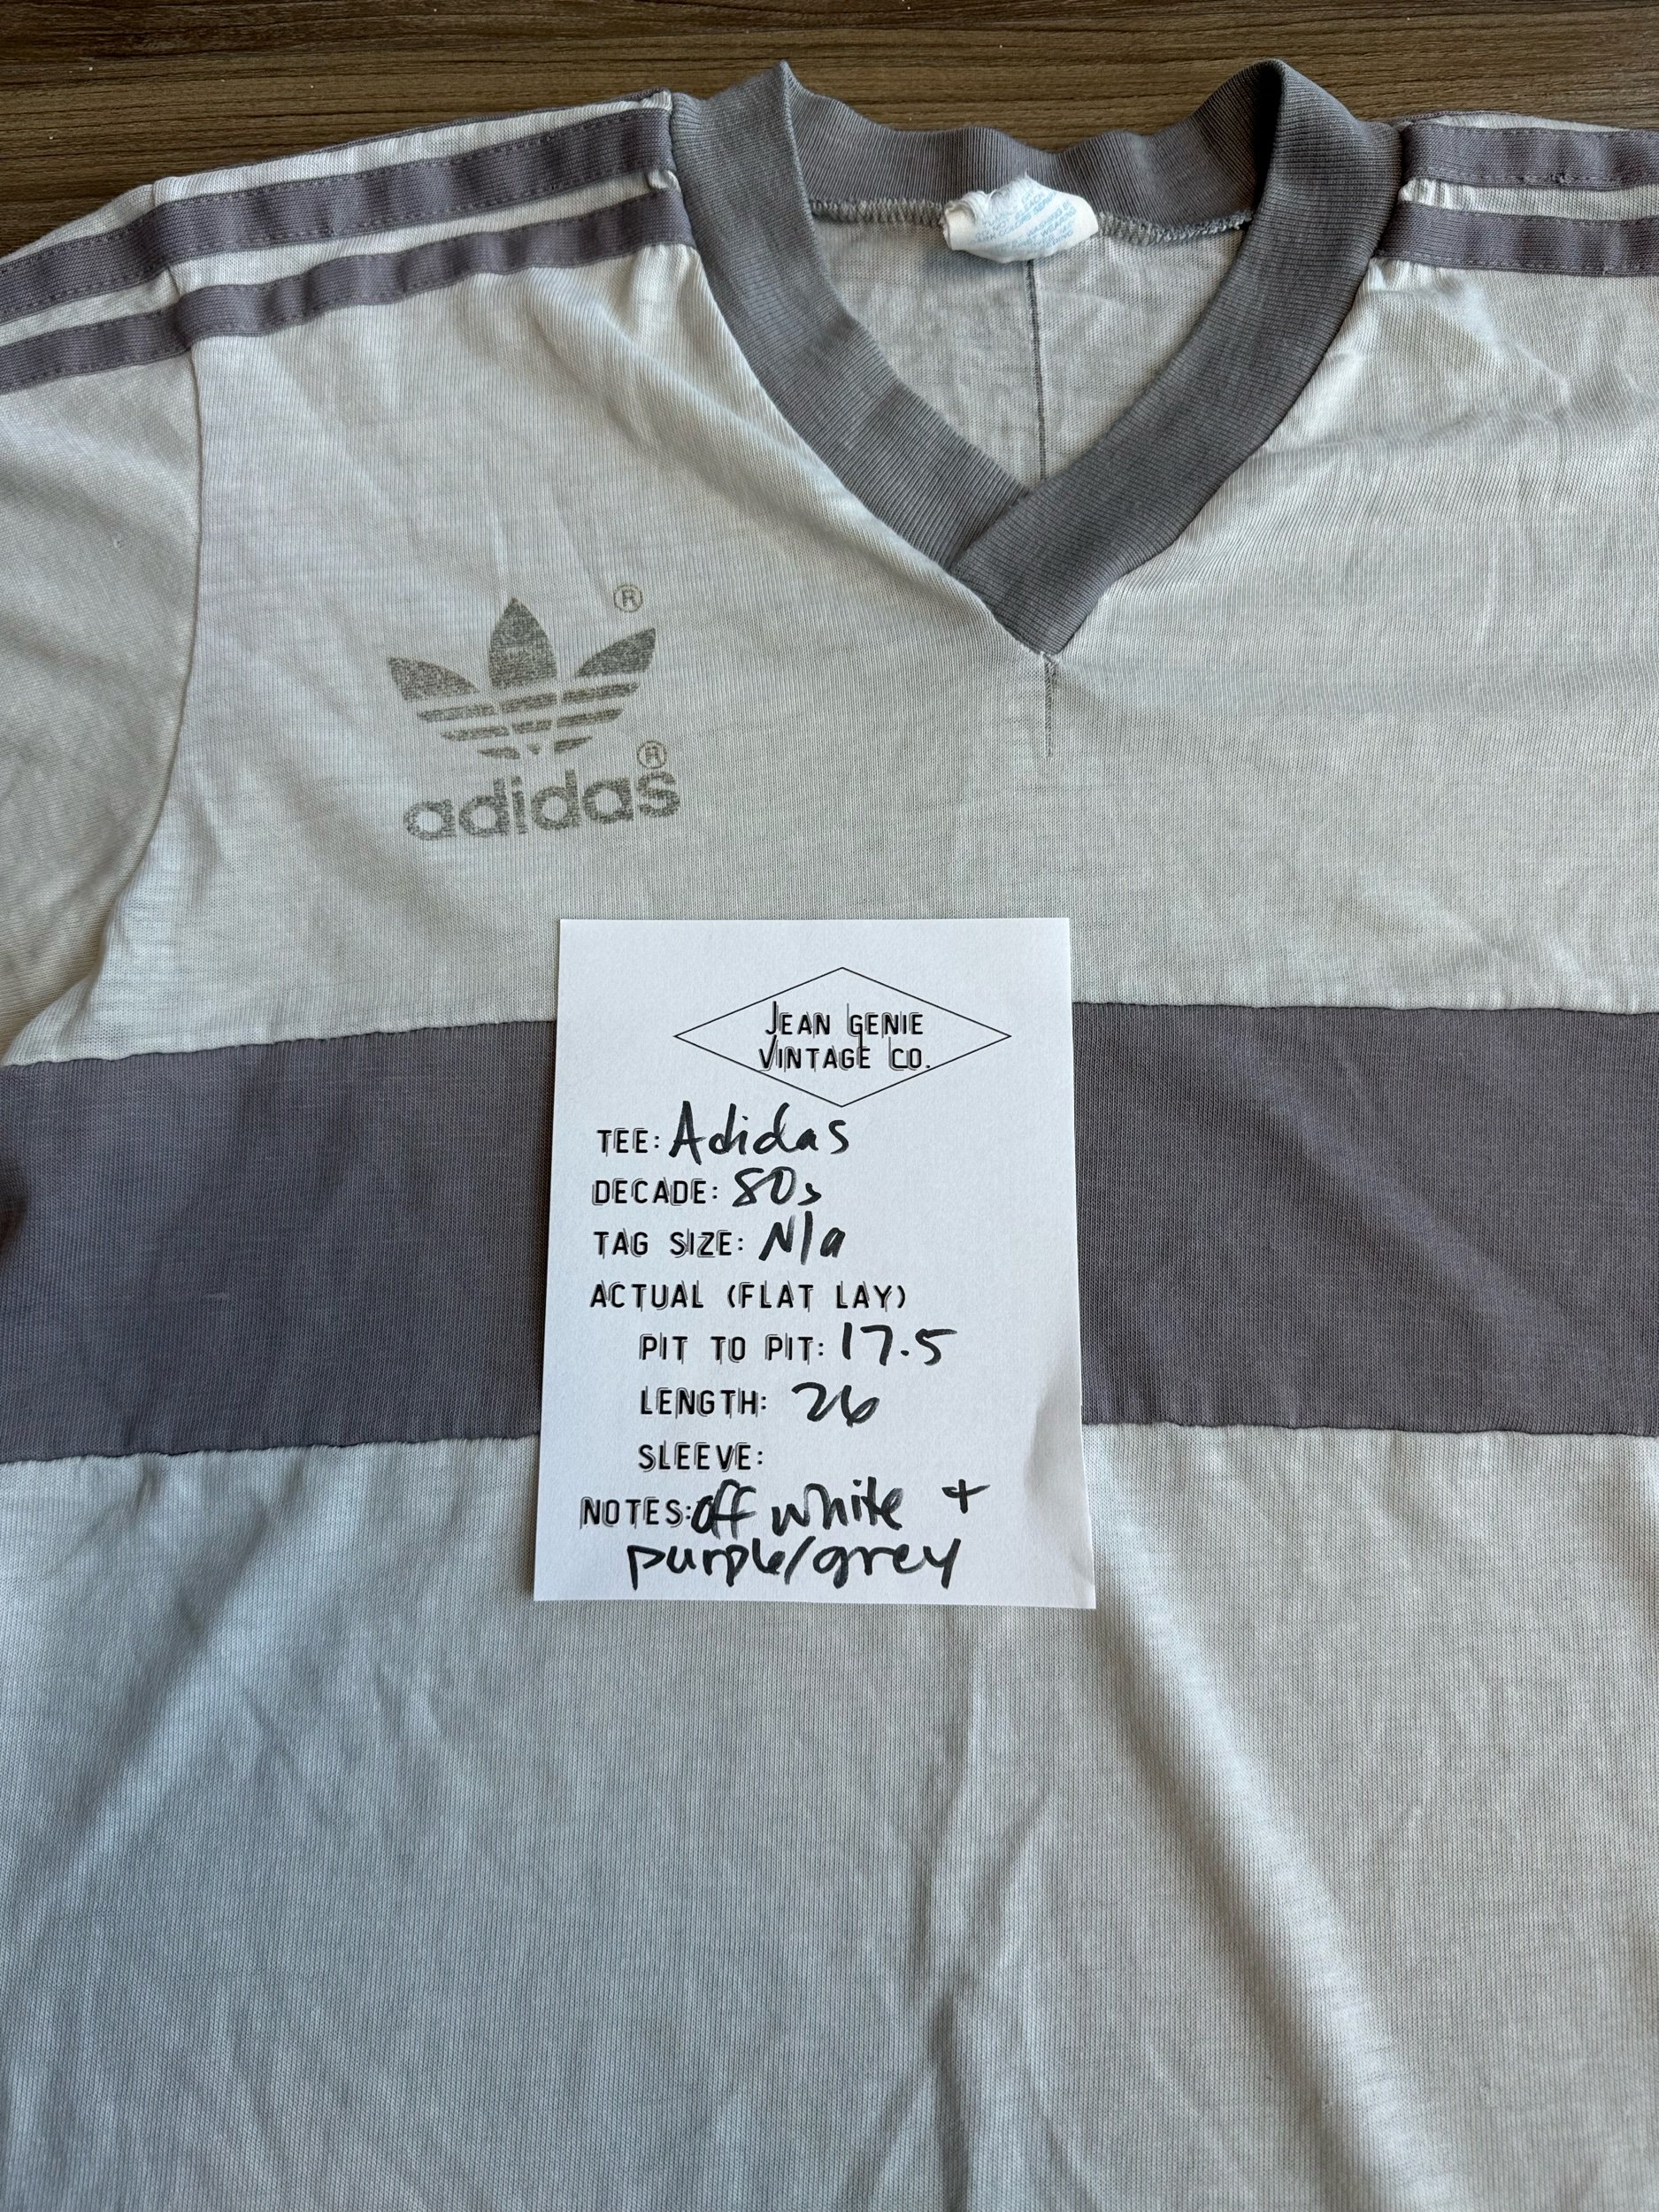 ®
®
adidas
JEAN GENIE
VINTAGE CO.
TEE: Adidas
DECADE: 80s
TAG SIZE: N/a
ACTUAL (FLAT LAY)
PIT TO PIT: 17.5
LENGTH: 26
SLEEVE:
NOTES: off white +
purple/grey